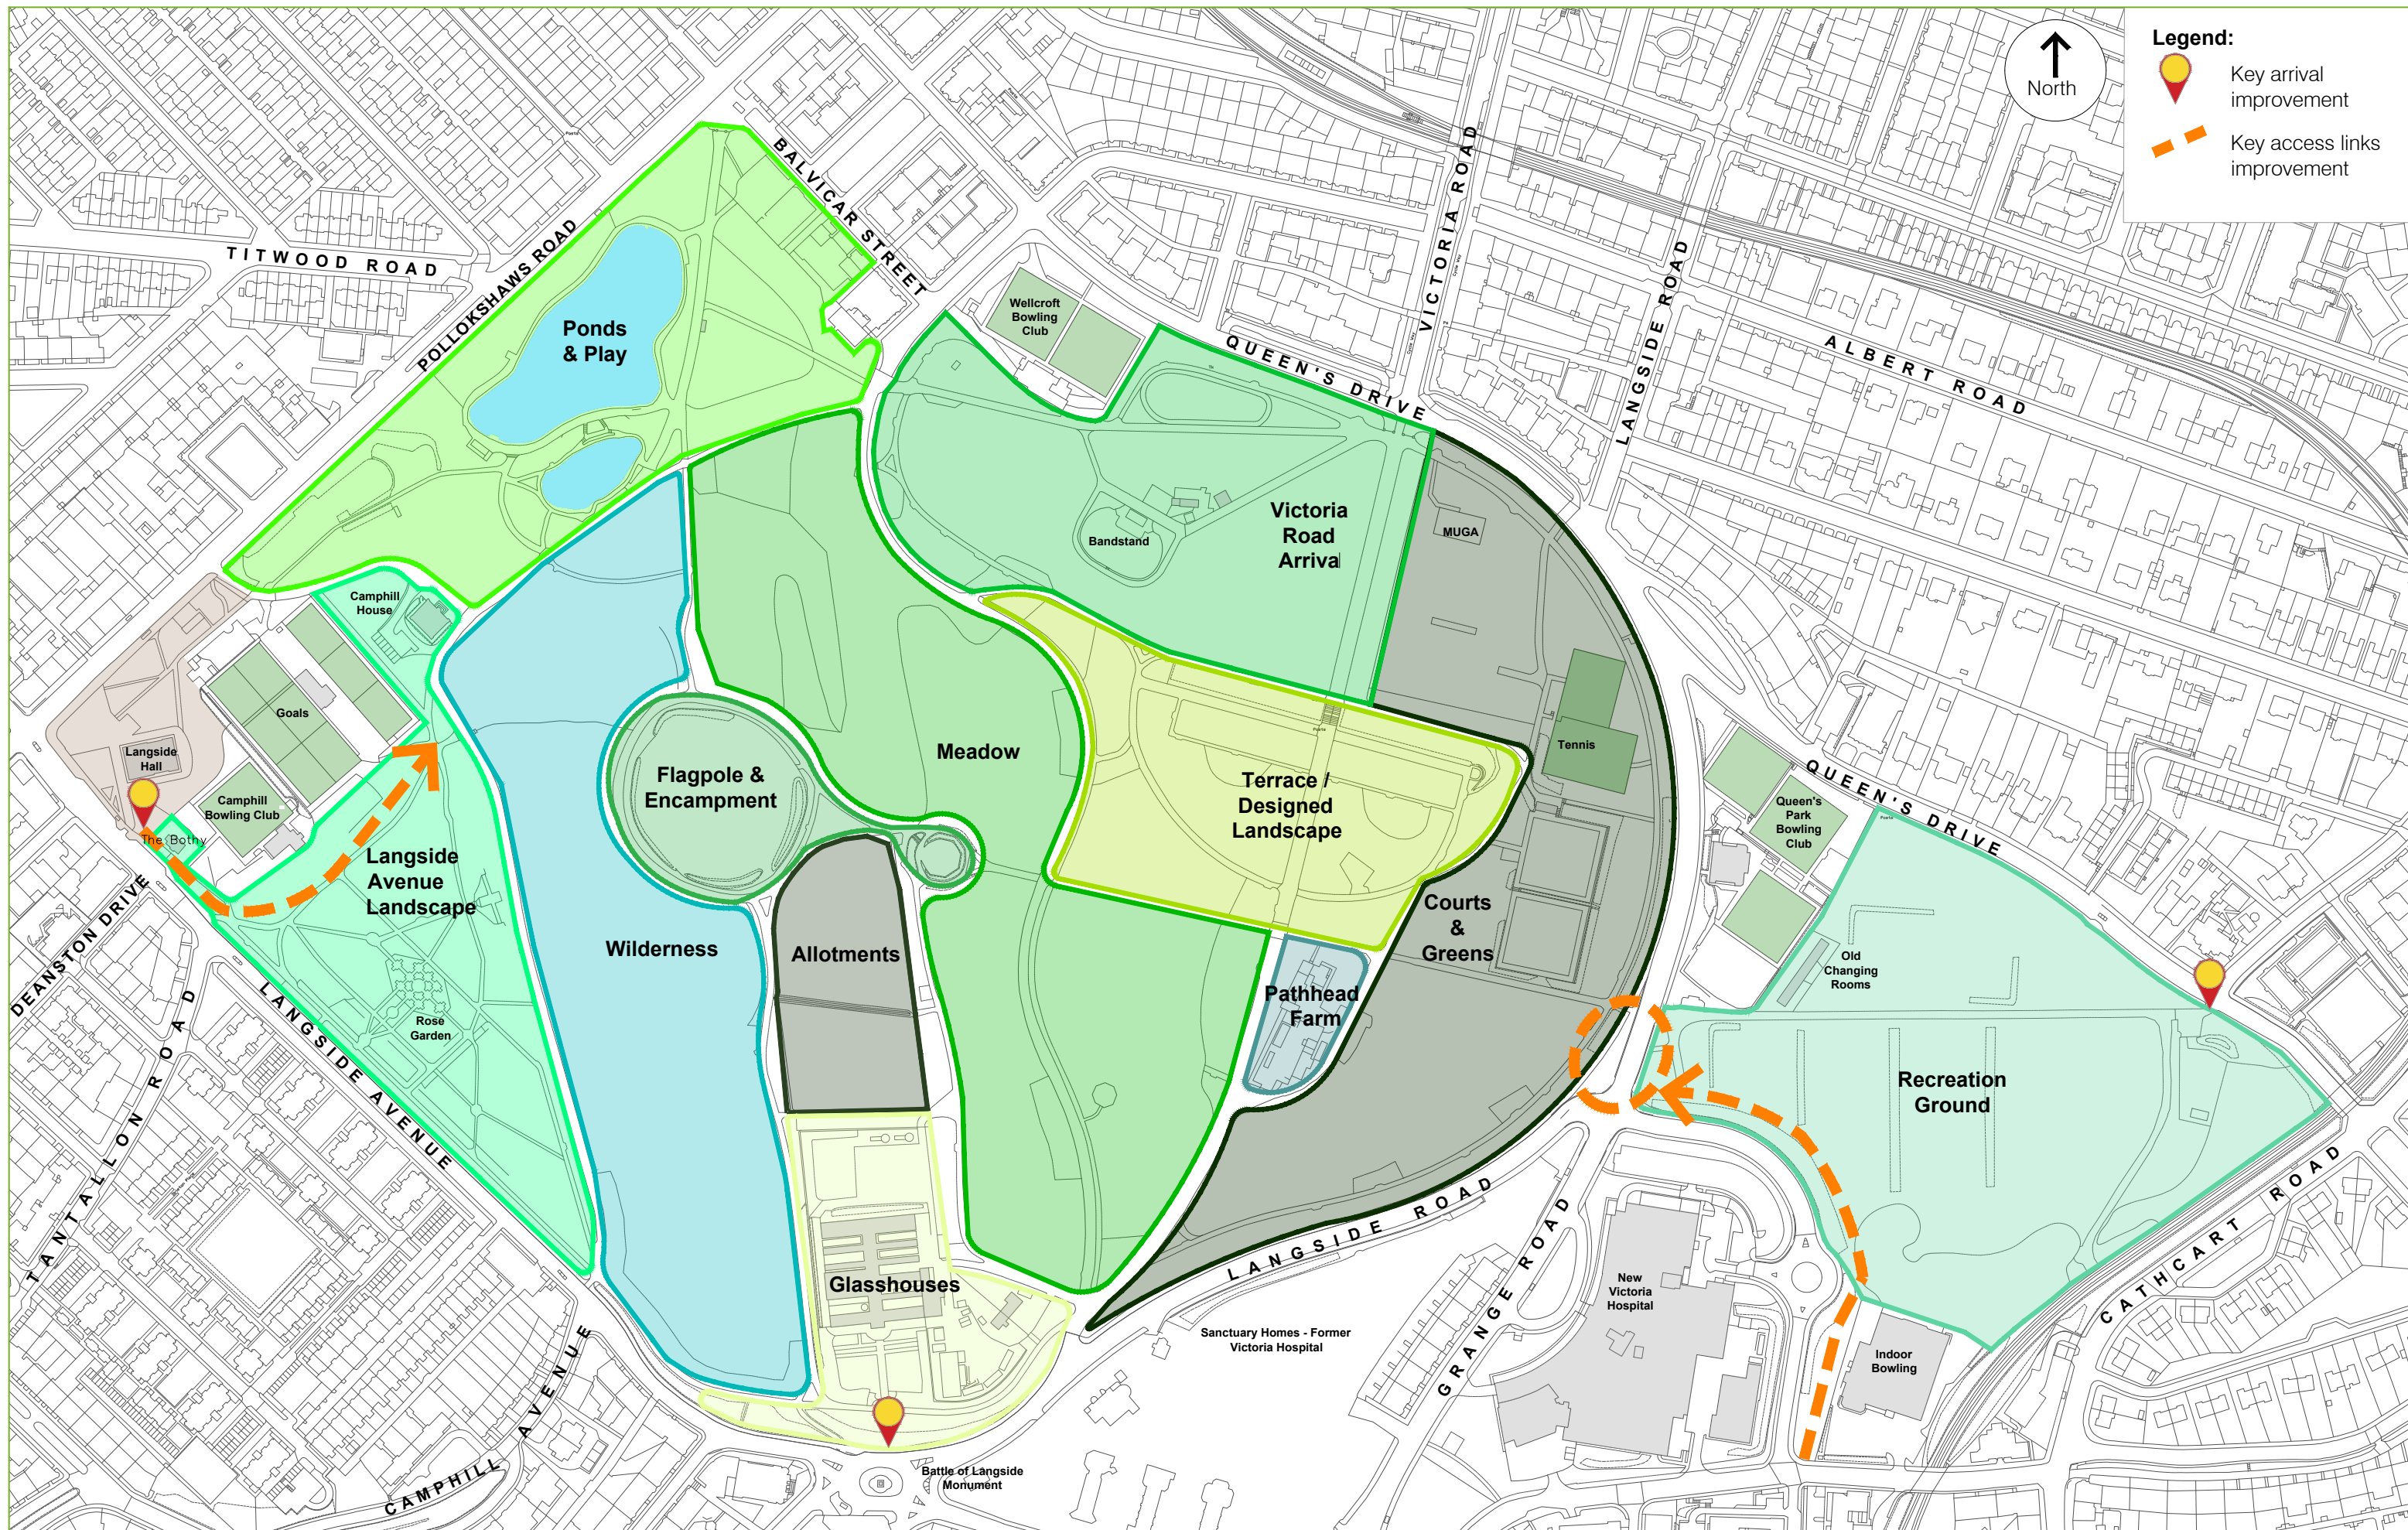 Legend:
Key arrival
improvement
Key access links
improvement
North
BALVICAR STREET
VICTORIA ROAD
TITWOOD ROAD
POLLOKSHAWS ROAD
LANGSIDE ROAD
Wellcroft
Bowling
Club
Ponds
& Play
QUEEN'S DRIVE
ALBERT ROAD
Victoria
Road
Arrival
MUGA
Bandstand
Camphill
House
Goals
Langside
Hall
Meadow
Tennis
Flagpole &
Encampment
Terrace /
Designed
Landscape
QUEEN'S DRIVE
Queen's
Park
Bowling
Club
Camphill
Bowling Club
The Bothy
Langside
Avenue
Landscape
DEANSTON DRIVE
Wilderness
Allotments
Courts
&
Greens
Old
Changing
Rooms
Pathhead
Farm
Rose
Garden
TANTALLON ROAD
LANGSIDE AVENUE
Recreation
Ground
LANGSIDE ROAD
GRANGE ROAD
CATHCART ROAD
Glasshouses
New
Victoria
Hospital
Sanctuary Homes - Former
Victoria Hospital
Indoor
Bowling
CAMPHILL AVENUE
Battle of Langside
Monument